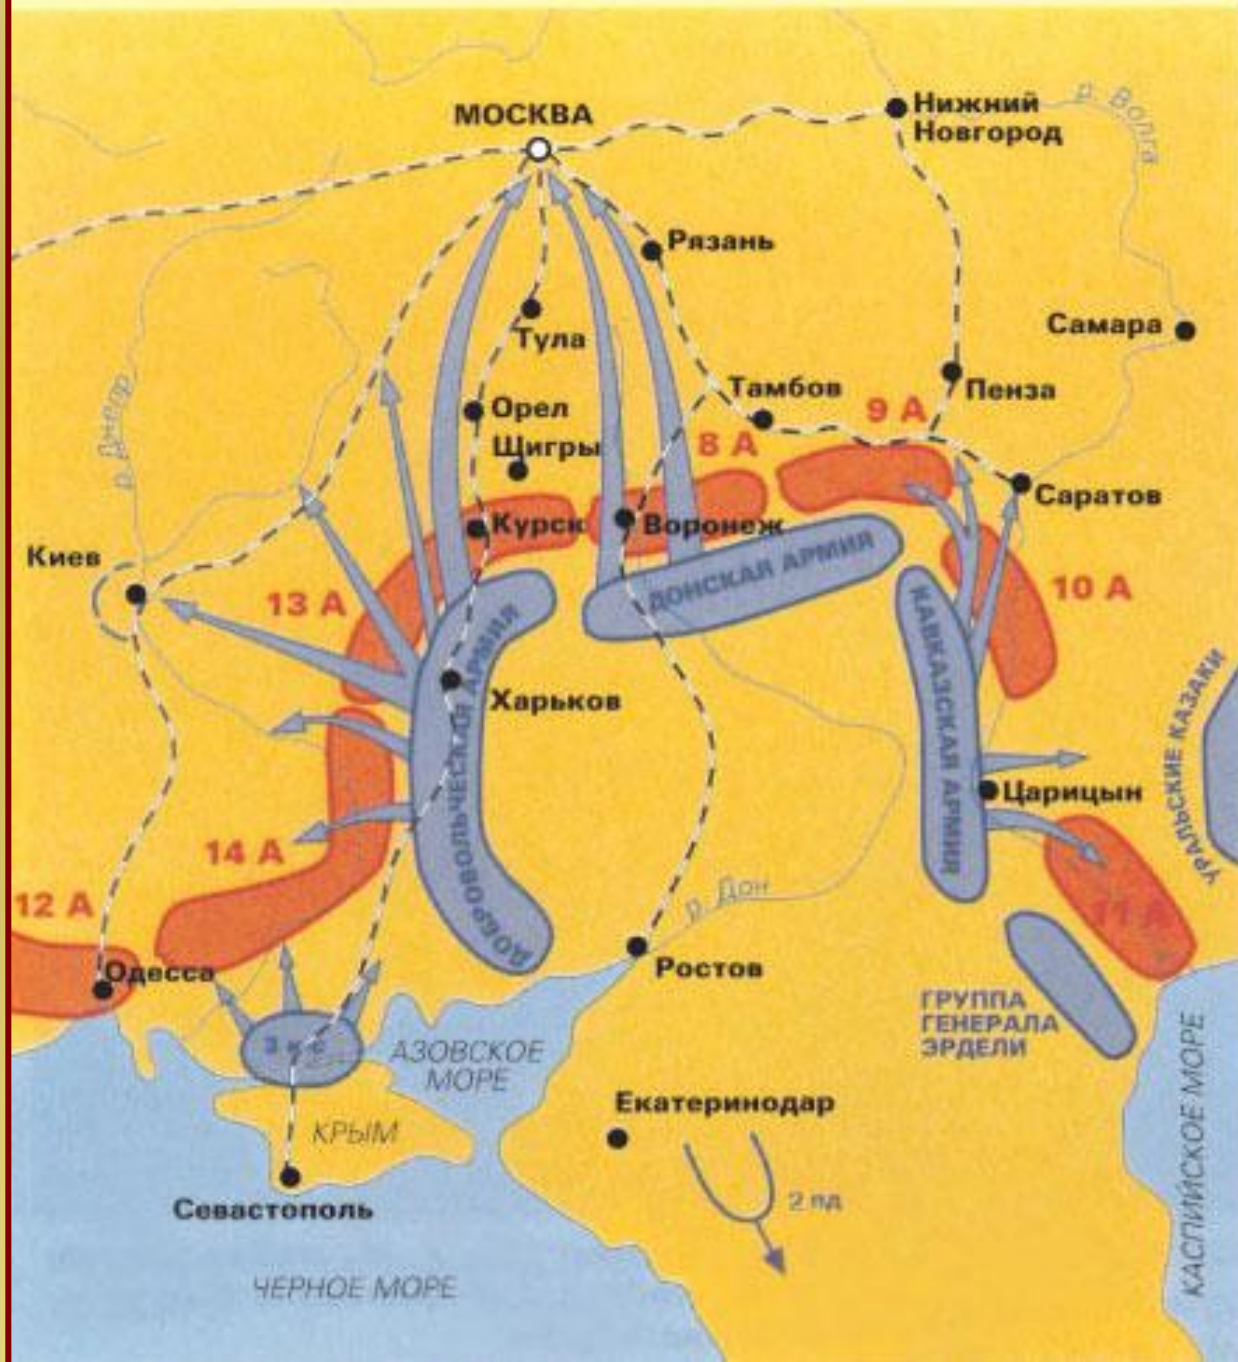 МОСКВА
Нижний
Новгород
р. Волга
Рязань
Тула
Самара
Орел
Тамбов
Пенза
9 А
Щигры
8 А
р. Днепр
Саратов
Курск
Воронеж
Киев
ДОНСКАЯ АРМИЯ
13 А
10 А
ДОБРОВОЛЬЧЕСКАЯ АРМИЯ
КАВКАЗСКАЯ АРМИЯ
Харьков
УРАЛЬСКИЕ КАЗАКИ
Царицын
14 А
12 А
р. Дон
11 А
Одесса
Ростов
ГРУППА
ГЕНЕРАЛА
ЭРДЕЛИ
3 к с
АЗОВСКОЕ
МОРЕ
КРЫМ
Екатеринодар
КАСПИЙСКОЕ МОРЕ
Севастополь
2 пд
ЧЕРНОЕ МОРЕ